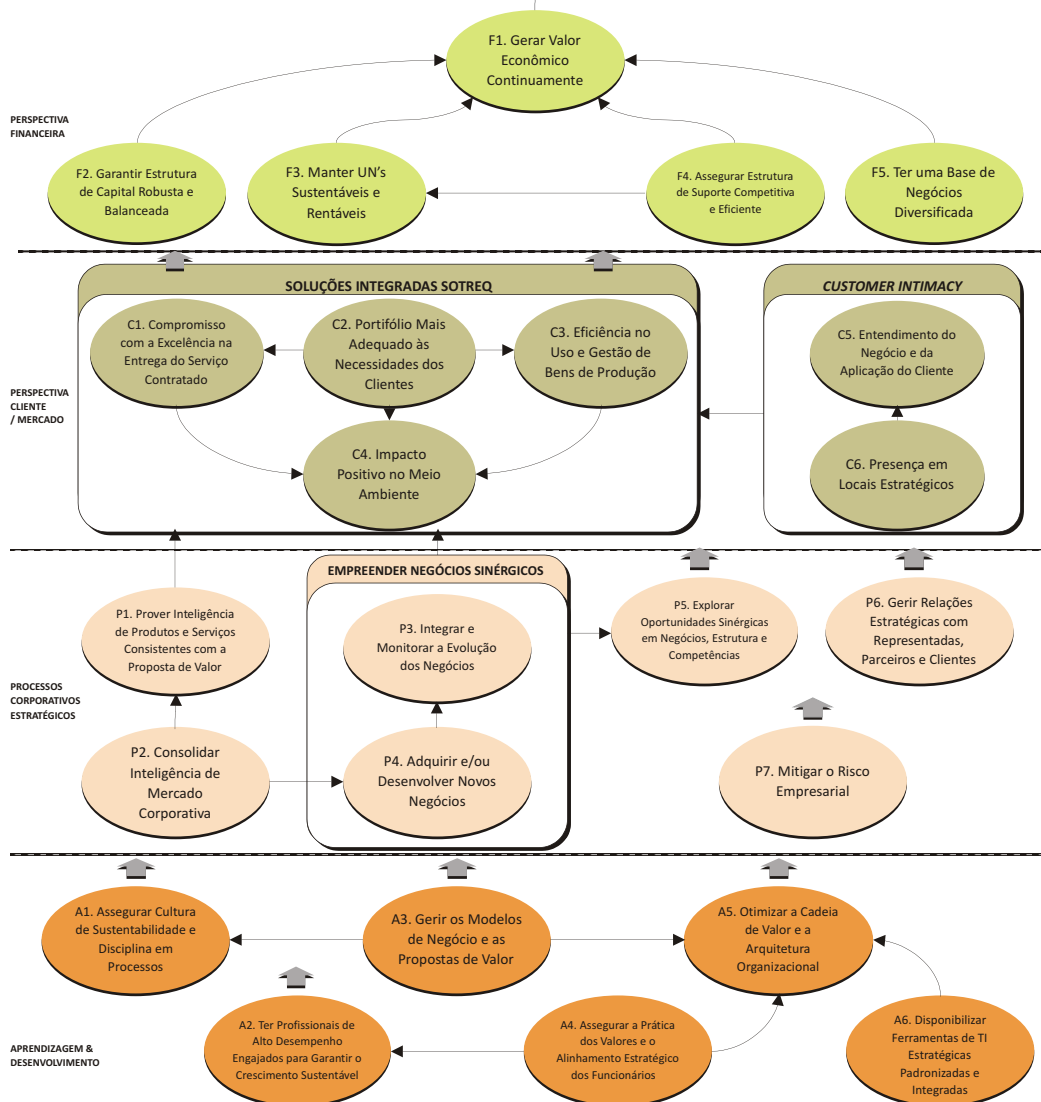 F1. Gerar Valor
Econômico
Continuamente
PERSPECTIVA
FINANCEIRA
F2. Garantir Estrutura
de Capital Robusta e
Balanceada
F3. Manter UN's
Sustentáveis e
Rentáveis
F4. Assegurar Estrutura
de Suporte Competitiva
e Eficiente
F5. Ter uma Base de
Negócios
Diversificada
SOLUÇÕES INTEGRADAS SOTREQ
CUSTOMER INTIMACY
C1. Compromisso
com a Excelência na
Entrega do Serviço
Contratado
C2. Portifólio Mais
Adequado às
Necessidades dos
Clientes
C3. Eficiência no
Uso e Gestão de
Bens de Produção
C5. Entendimento do
Negócio e da
Aplicação do Cliente
PERSPECTIVA
CLIENTE
/ MERCADO
C4. Impacto
Positivo no Meio
Ambiente
C6. Presença em
Locais Estratégicos
EMPREENDER NEGÓCIOS SINÉRGICOS
P1. Prover Inteligência
de Produtos e Serviços
Consistentes com a
Proposta de Valor
P3. Integrar e
Monitorar a Evolução
dos Negócios
P5. Explorar
Oportunidades Sinérgicas
em Negócios, Estrutura e
Competências
P6. Gerir Relações
Estratégicas com
Representadas,
Parceiros e Clientes
PROCESSOS
CORPORATIVOS
ESTRATÉGICOS
P2. Consolidar
Inteligência de
Mercado
Corporativa
P4. Adquirir e/ou
Desenvolver Novos
Negócios
P7. Mitigar o Risco
Empresarial
A1. Assegurar Cultura
de Sustentabilidade e
Disciplina em
Processos
A3. Gerir os Modelos
de Negócio e as
Propostas de Valor
A5. Otimizar a Cadeia
de Valor e a
Arquitetura
Organizacional
APRENDIZAGEM &
DESENVOLVIMENTO
A2. Ter Profissionais de
Alto Desempenho
Engajados para Garantir o
Crescimento Sustentável
A4. Assegurar a Prática
dos Valores e o
Alinhamento Estratégico
dos Funcionários
A6. Disponibilizar
Ferramentas de TI
Estratégicas
Padronizadas e
Integradas